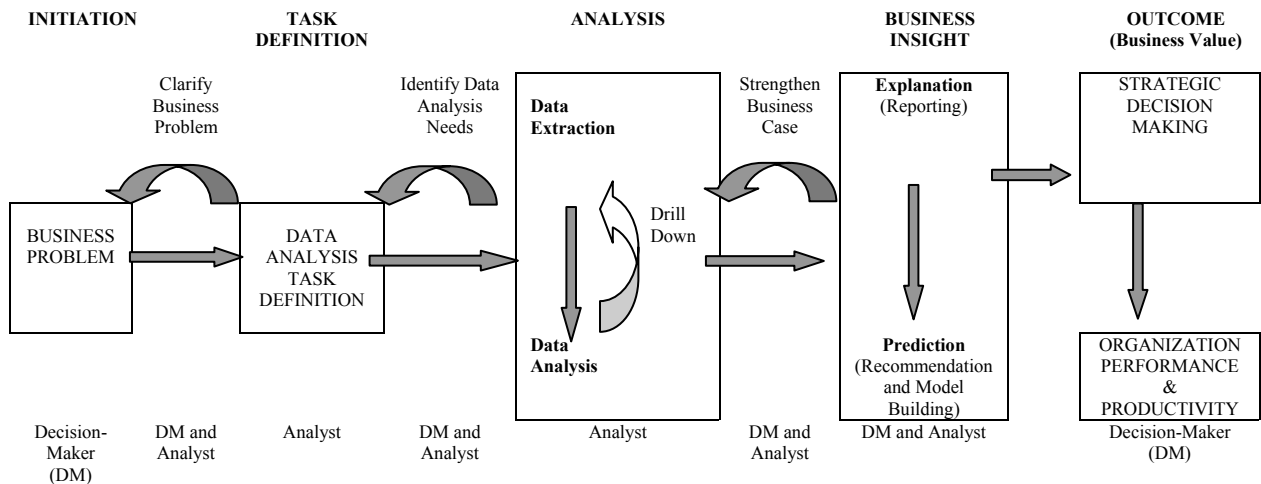 INITIATION
TASK
DEFINITION
ANALYSIS
BUSINESS
INSIGHT
OUTCOME
(Business Value)
Clarify
Business
Problem
Identify Data
Analysis
Needs
Data
Extraction
Strengthen
Business
Case
Explanation
(Reporting)
STRATEGIC
DECISION
MAKING
BUSINESS
PROBLEM
DATA
ANALYSIS
TASK
DEFINITION
Drill
Down
Data
Analysis
Prediction
(Recommendation
and Model
Building)
ORGANIZATION
PERFORMANCE
&
PRODUCTIVITY
Decision-
Maker
(DM)
DM and
Analyst
Analyst
DM and
Analyst
Analyst
DM and
Analyst
DM and Analyst
Decision-Maker
(DM)